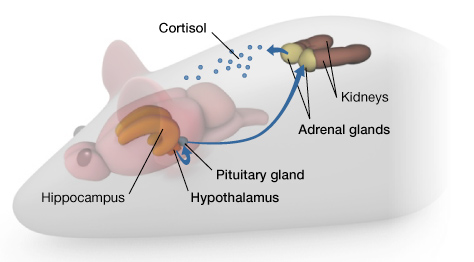 Cortisol
Kidneys
Adrenal glands
Pituitary gland
Hippocampus
Hypothalamus